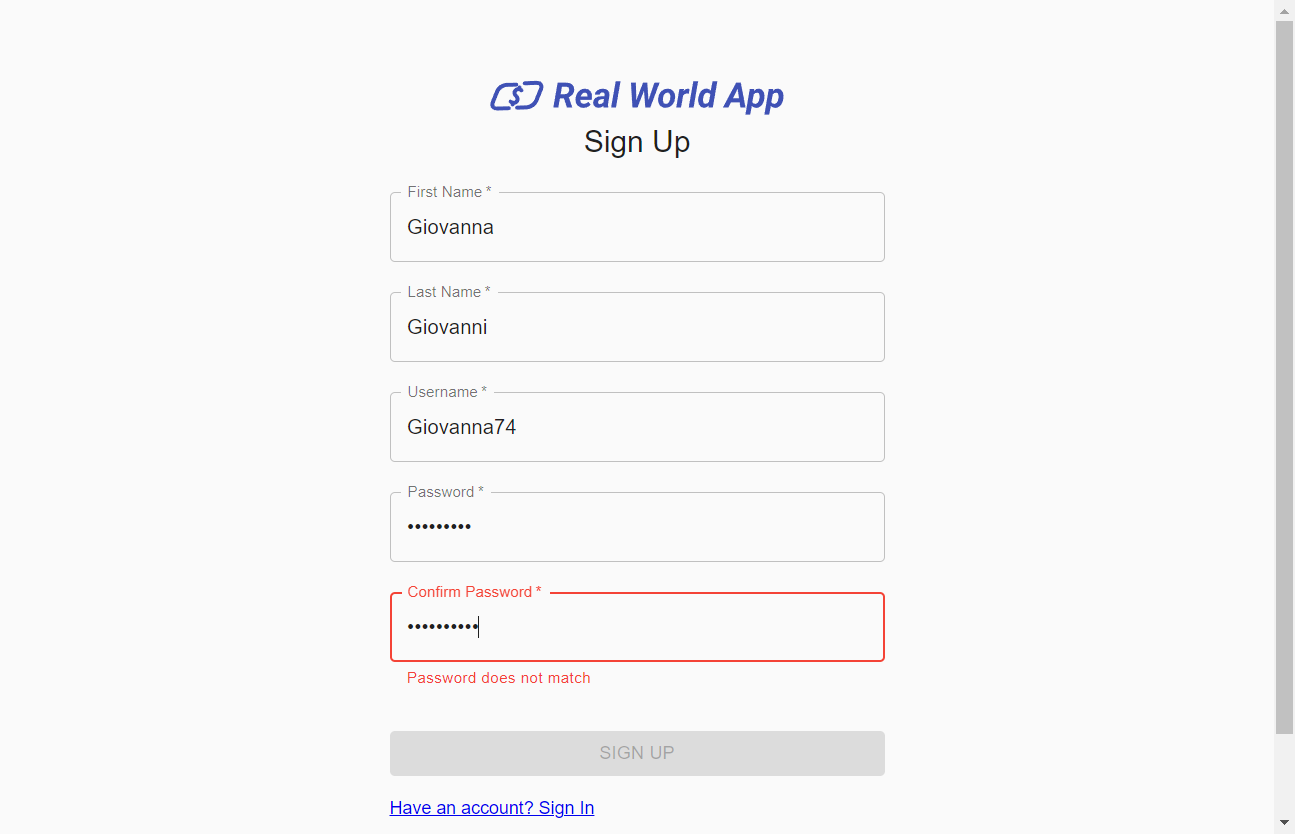 Real World App
Sign Up
First Name *
Giovanna
Last Name *
Giovanni
Username *
Giovanna74
Password *
•••••••••
Confirm Password *
••••••••••
Password does not match
SIGN UP
Have an account? Sign In